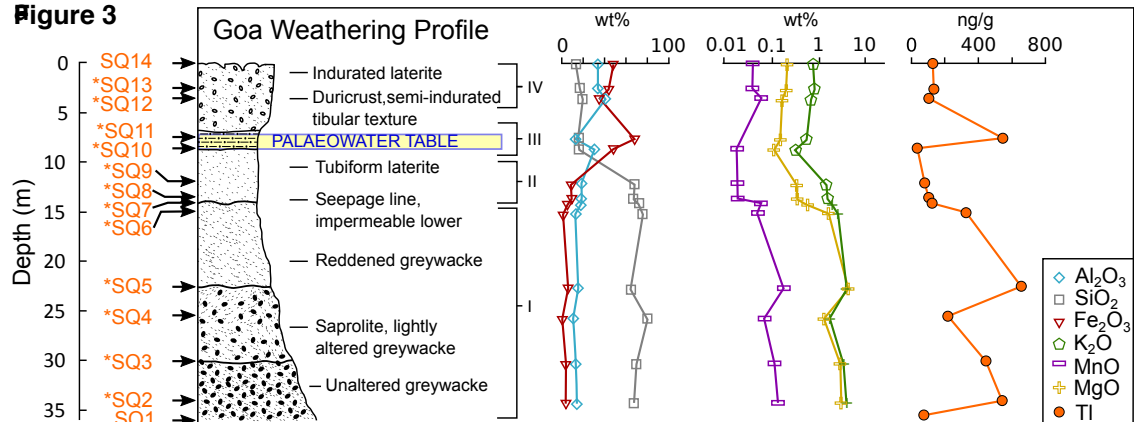 Figure 3
Goa Weathering Profile
wt%
wt%
ng/g
0
100
0.01
0.1
1
10
0
400
800
Depth (m)
0
5
10
15
20
25
30
35
SQ14
*SQ13
*SQ12
*SQ11
*SQ10
*SQ9
*SQ8
*SQ7
*SQ6
*SQ5
*SQ4
*SQ3
*SQ2
SQ1
Indurated laterite
Duricrust,semi-indurated
tibular texture
PALAEOWATER TABLE
Tubiform laterite
Seepage line,
impermeable lower
Reddened greywacke
Saprolite, lightly
altered greywacke
Unaltered greywacke
IV
III
II
I
Al₂O₃
SiO₂
Fe₂O₃
K₂O
MnO
MgO
Tl